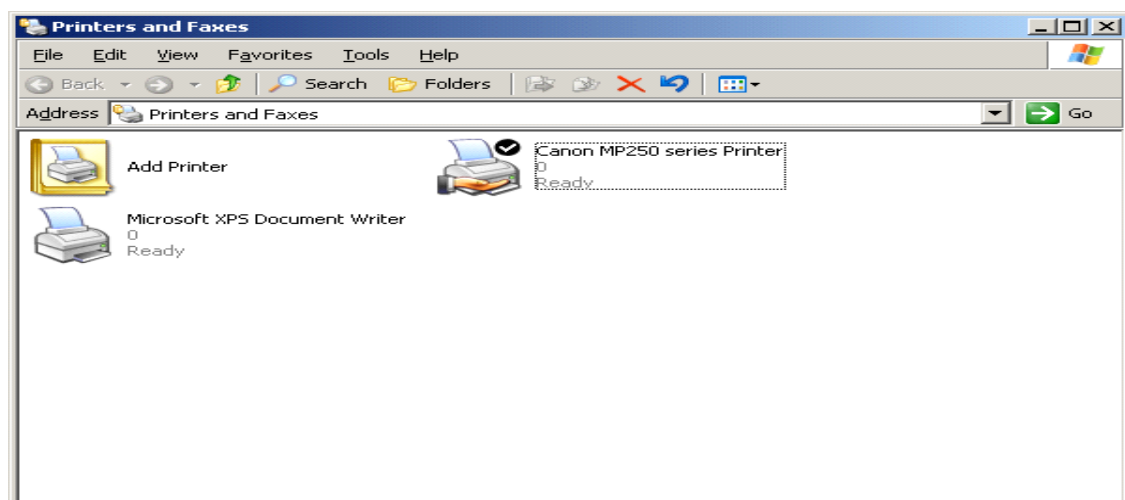 Printers and Faxes
File Edit View Favorites Tools Help
Back Search Folders
Address Printers and Faxes Go
Add Printer
Canon MP250 series Printer
0
Ready
Microsoft XPS Document Writer
0
Ready